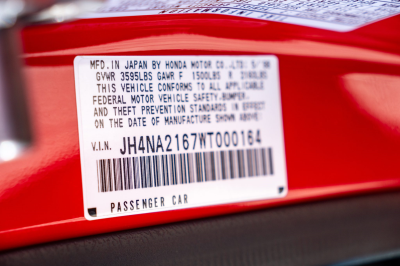 MFD. IN JAPAN BY HONDA MOTOR CO.,LTD: 9/98
GVWR 3595LBS GAWR F 1500LBS R 2160LBS
THIS VEHICLE CONFORMS TO ALL APPLICABLE
FEDERAL MOTOR VEHICLE SAFETY.BUMPER.
AND THEFT PREVENTION STANDARDS IN EFFECT
ON THE DATE OF MANUFACTURE SHOWN ABOVE:
V.I.N. JH4NA2167WT000164
PASSENGER CAR